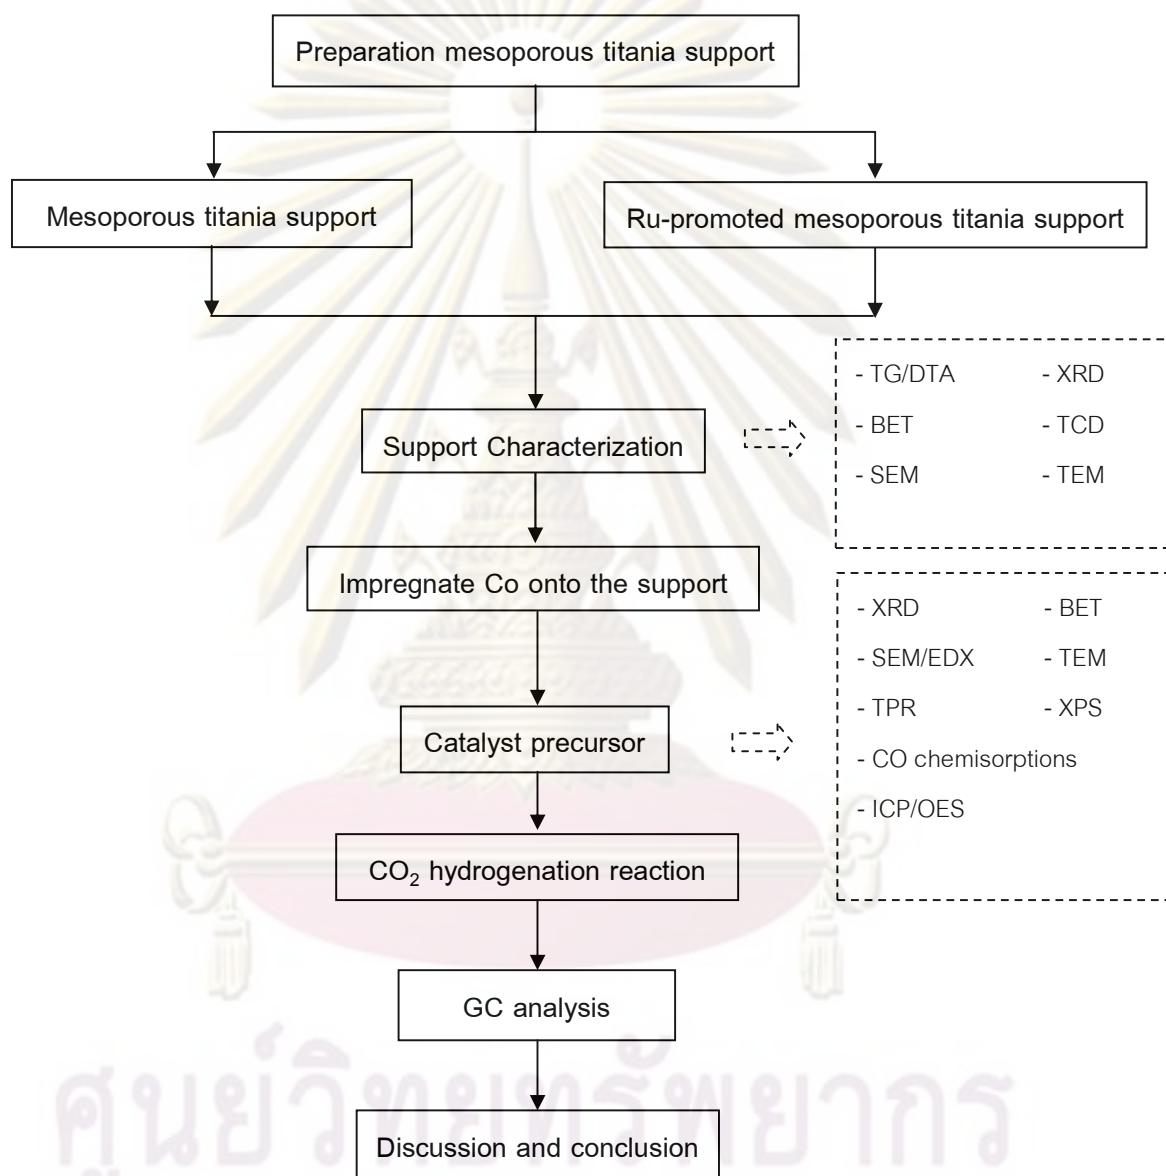 Preparation mesoporous titania support
Mesoporous titania support
Ru-promoted mesoporous titania support
- TG/DTA - XRD
- BET - TCD
- SEM - TEM
Support Characterization
Impregnate Co onto the support
- XRD - BET
- SEM/EDX - TEM
- TPR - XPS
- CO chemisorptions
- ICP/OES
Catalyst precursor
CO₂ hydrogenation reaction
GC analysis
Discussion and conclusion
ศูนย์วิทยทรัพยากร